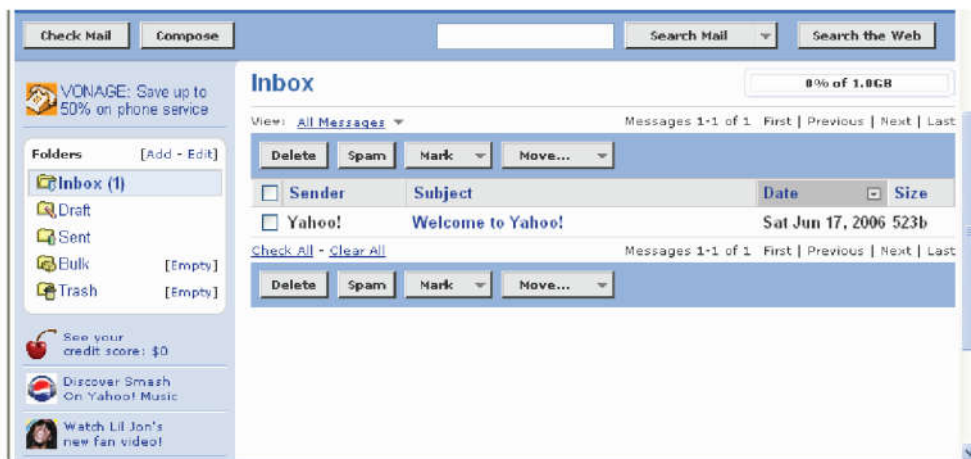 Check Mail Compose Search Mail Search the Web
VONAGE: Save up to
50% on phone service
Folders [Add - Edit]
Inbox (1)
Draft
Sent
Bulk [Empty]
Trash [Empty]
See your
credit score: $0
Discover Smash
On Yahoo! Music
Watch Lil Jon's
new fan video!
Inbox 0% of 1.0GB
View: All Messages Messages 1-1 of 1 First | Previous | Next | Last
Delete Spam Mark Move...
Sender Subject Date Size
Yahoo! Welcome to Yahoo! Sat Jun 17, 2006 523b
Check All - Clear All Messages 1-1 of 1 First | Previous | Next | Last
Delete Spam Mark Move...